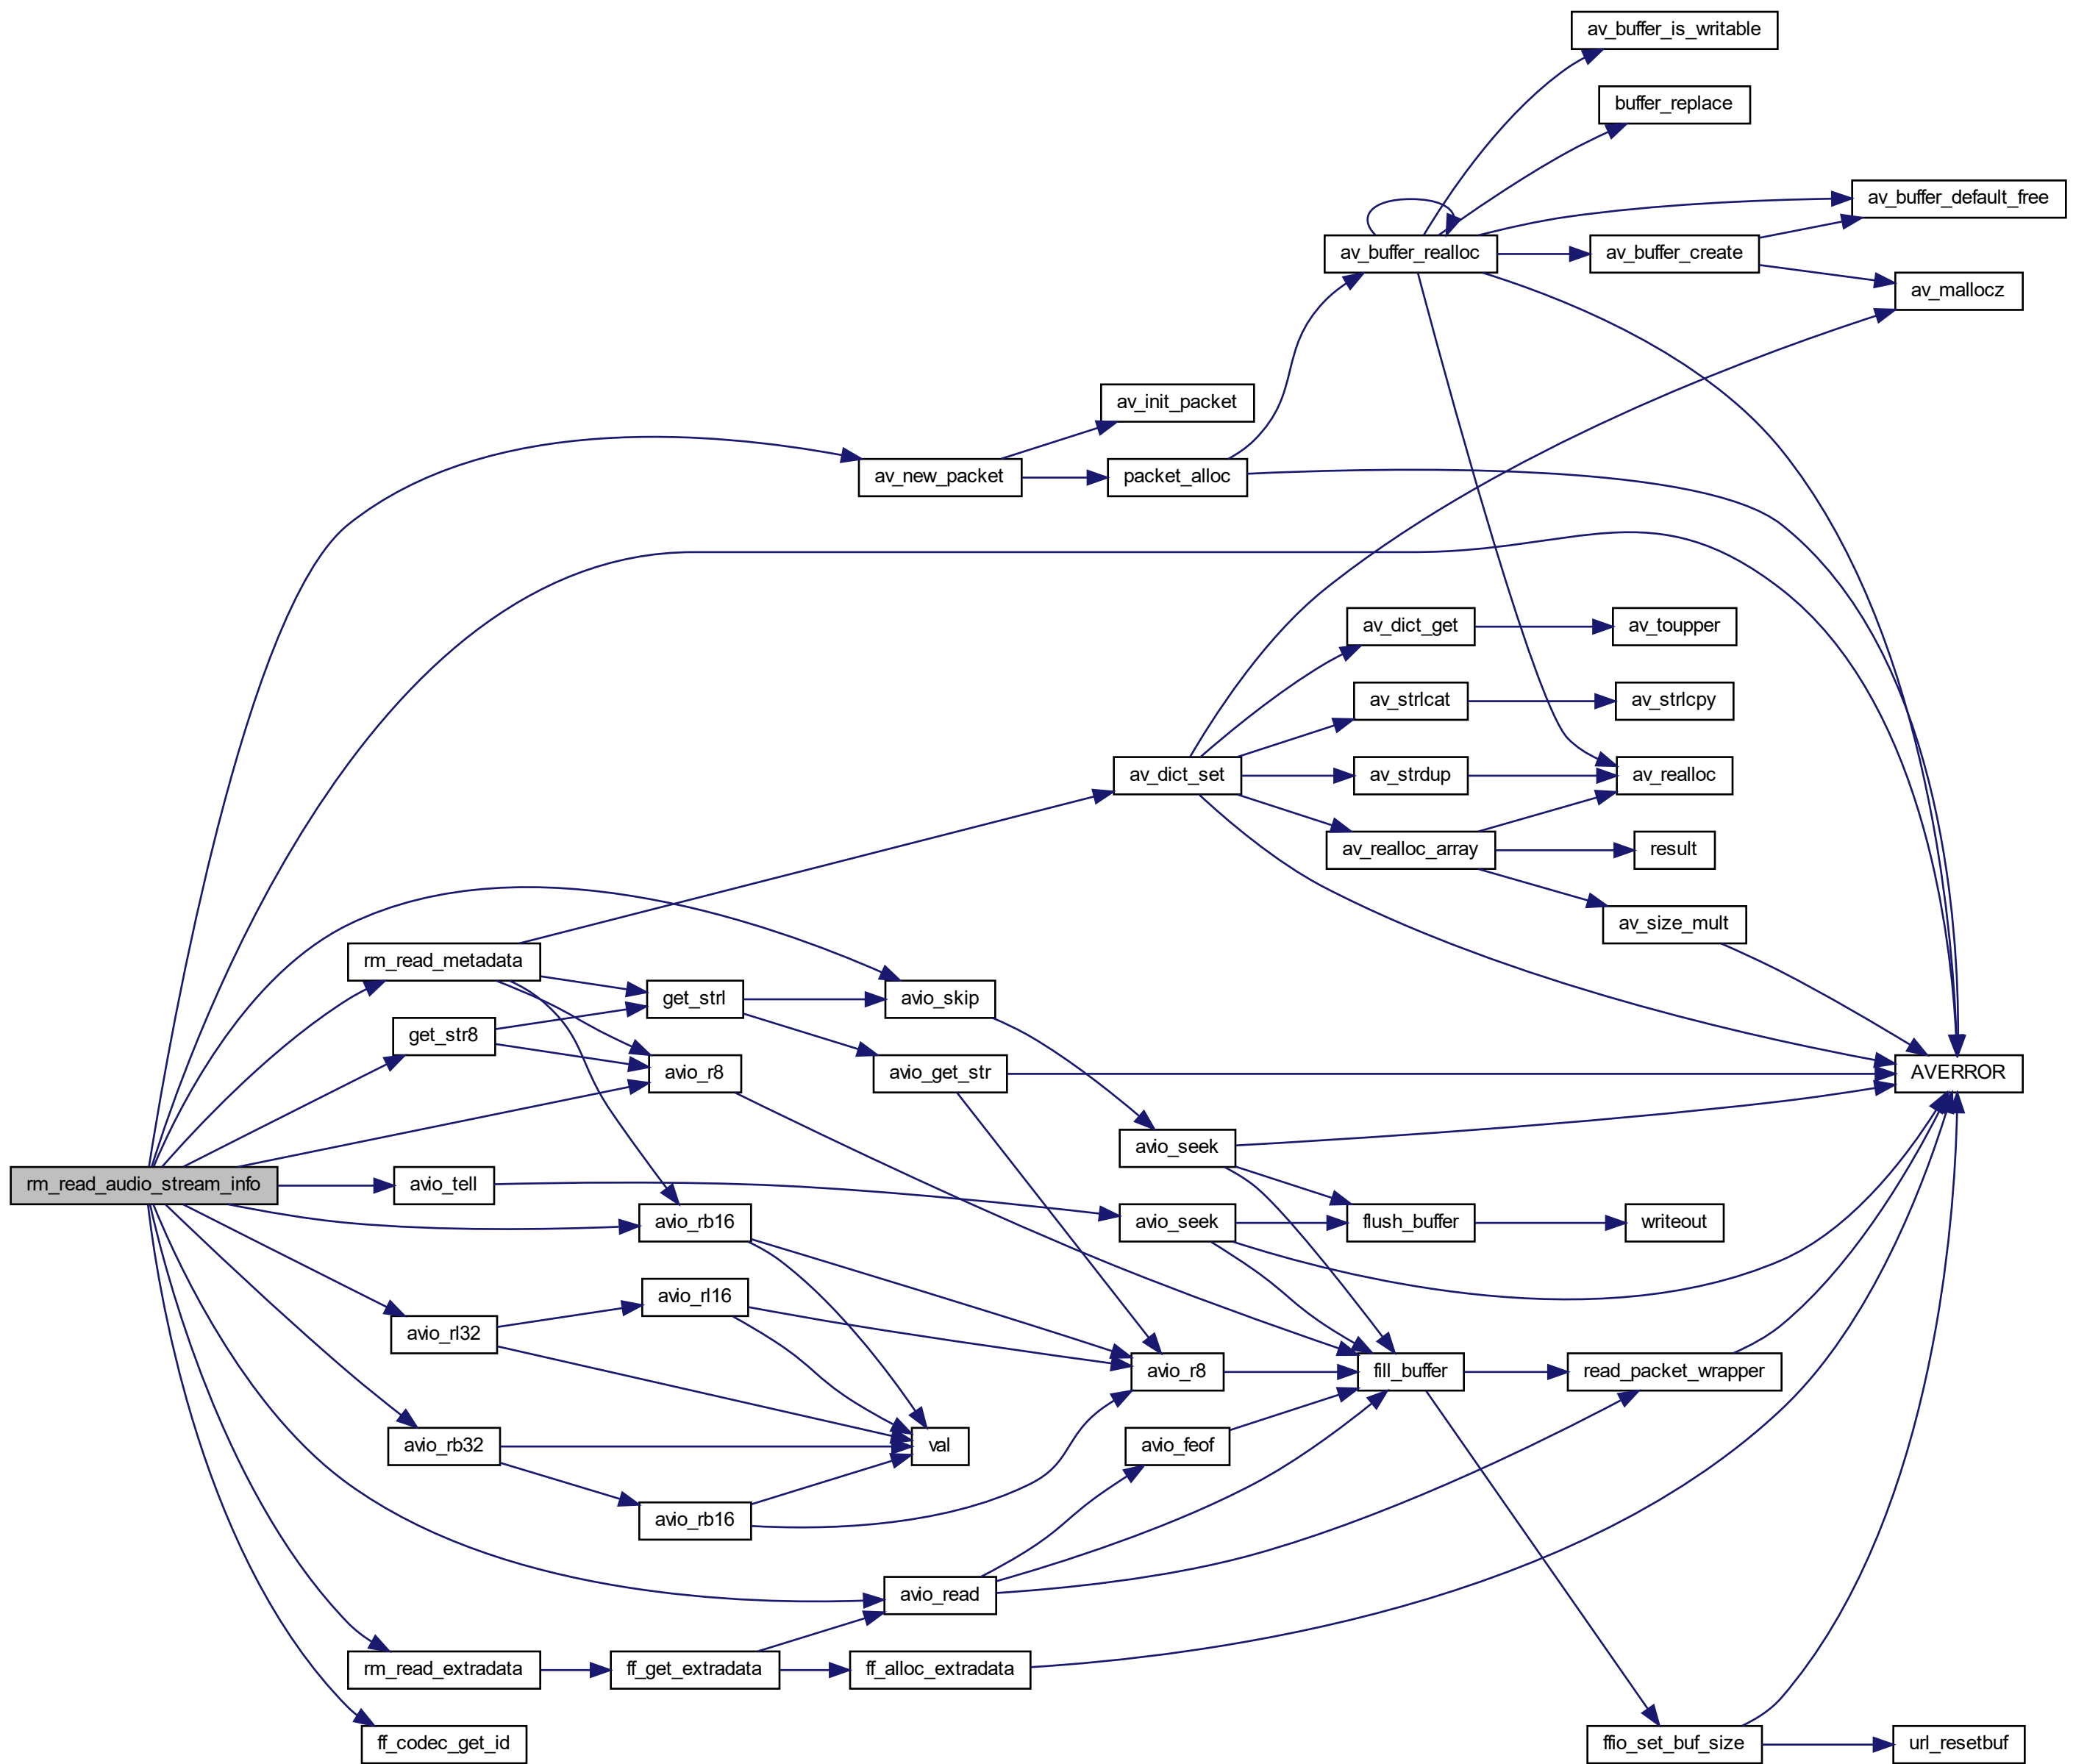 av_buffer_is_writable
buffer_replace
av_buffer_default_free
av_buffer_realloc
av_buffer_create
av_mallocz
av_init_packet
av_new_packet
packet_alloc
av_dict_get
av_toupper
av_strlcat
av_strlcpy
av_dict_set
av_strdup
av_realloc
av_realloc_array
result
av_size_mult
rm_read_metadata
get_strl
avio_skip
get_str8
avio_r8
avio_get_str
AVERROR
avio_seek
rm_read_audio_stream_info
avio_tell
avio_rb16
avio_seek
flush_buffer
writeout
avio_rl16
avio_rl32
avio_r8
fill_buffer
read_packet_wrapper
avio_rb32
val
avio_feof
avio_rb16
avio_read
rm_read_extradata
ff_get_extradata
ff_alloc_extradata
ff_codec_get_id
ffio_set_buf_size
url_resetbuf